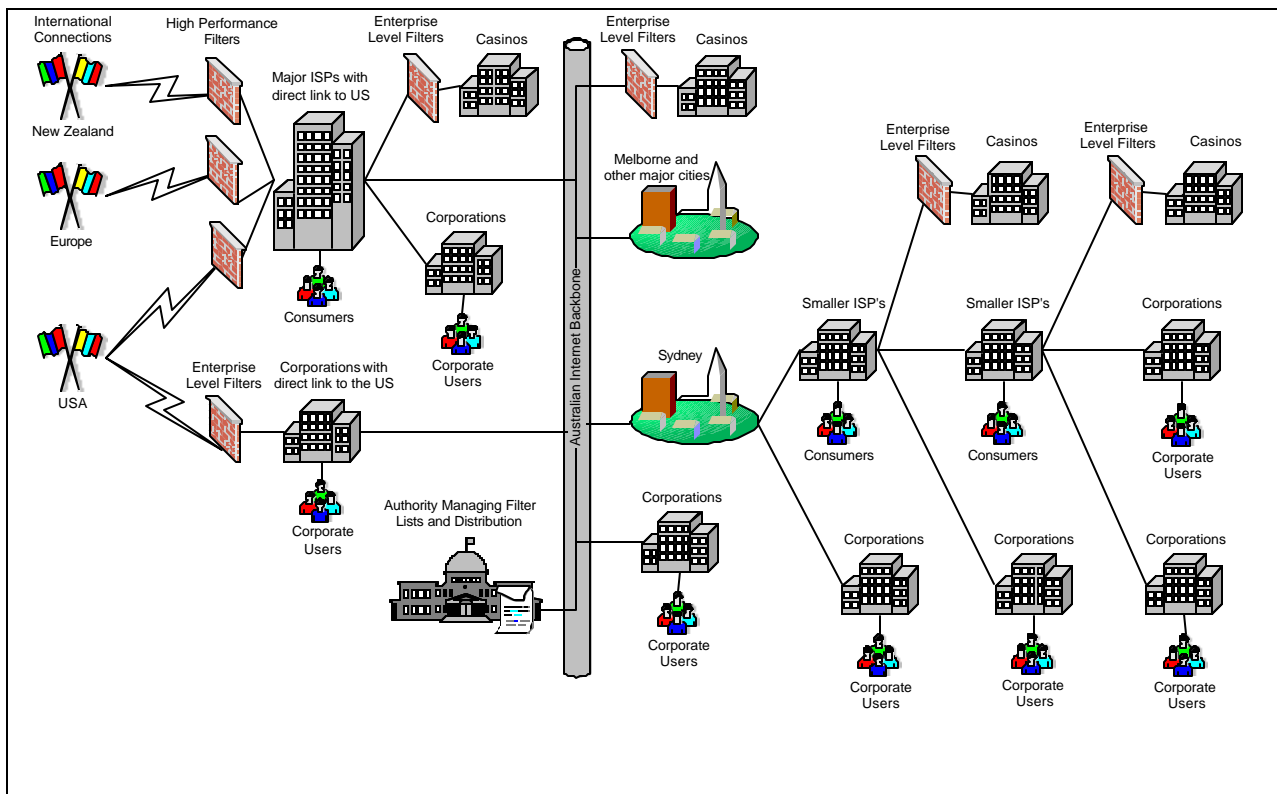 International
Connections
High Performance
Filters
Major ISPs with
direct link to US
Enterprise
Level Filters
Casinos
New Zealand
Europe
USA
Consumers
Corporations
Corporate
Users
Enterprise
Level Filters
Corporations with
direct link to the US
Corporate
Users
Authority Managing Filter
Lists and Distribution
Australian Internet Backbone
Enterprise
Level Filters
Casinos
Melborne and
other major cities
Sydney
Corporations
Corporate
Users
Enterprise
Level Filters
Casinos
Enterprise
Level Filters
Casinos
Smaller ISP's
Consumers
Smaller ISP's
Consumers
Corporations
Corporate
Users
Corporations
Corporate
Users
Corporations
Corporate
Users
Corporations
Corporate
Users